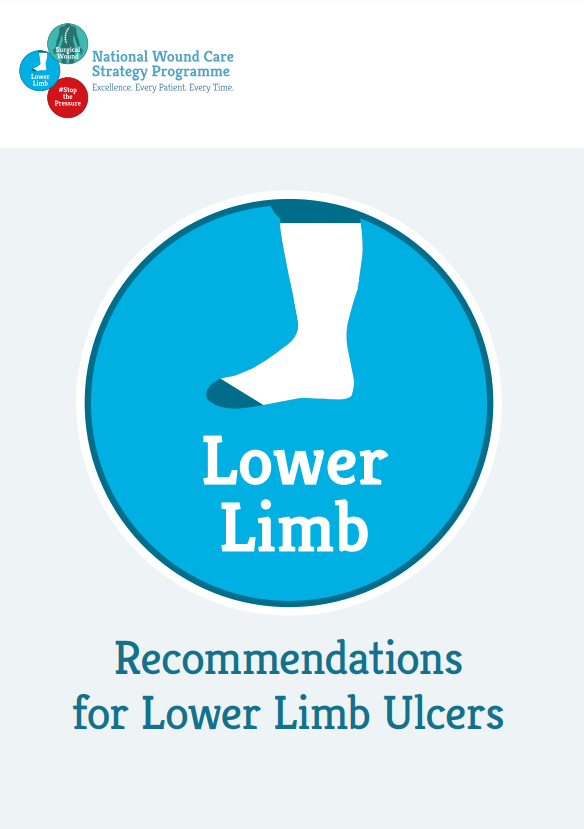 Surgical
Wound
Lower
Limb
#Stop
the
Pressure
National Wound Care
Strategy Programme
Excellence. Every Patient. Every Time.
Lower
Limb
Recommendations
for Lower Limb Ulcers